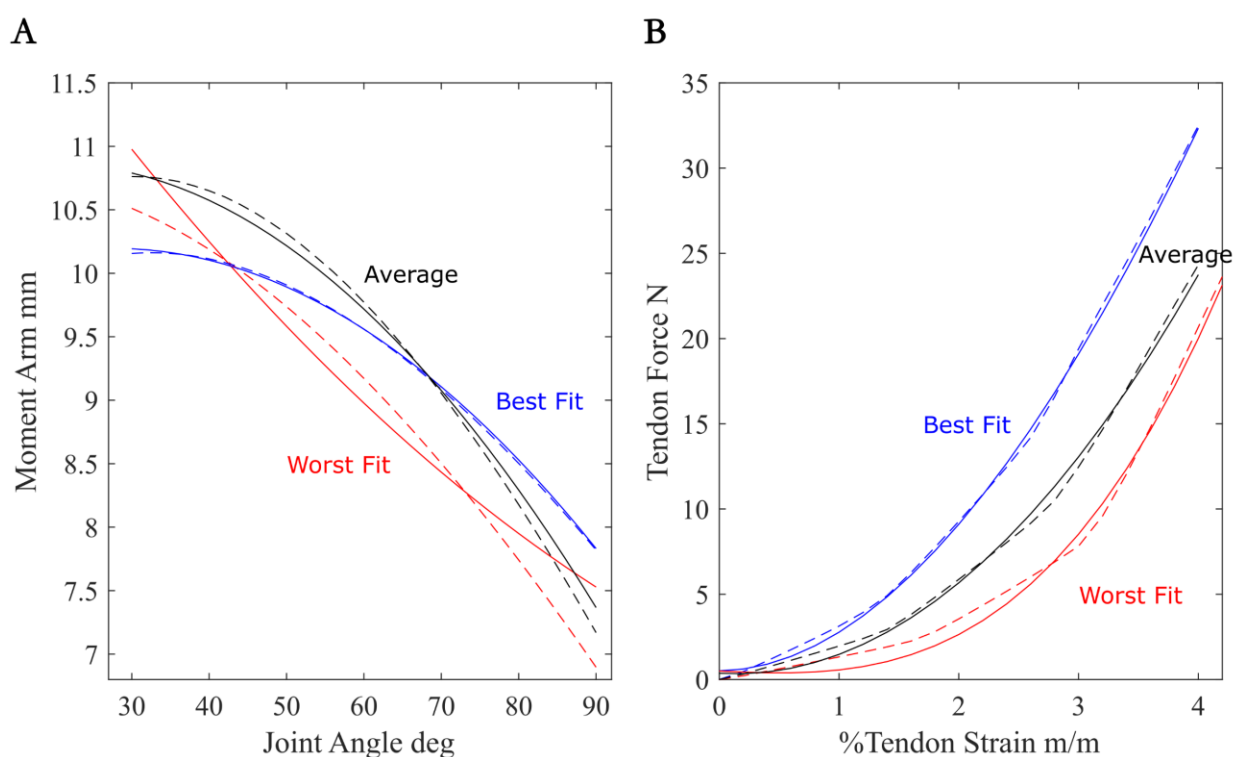 A
11.5
11
10.5
10
9.5
9
8.5
8
7.5
7
30 40 50 60 70 80 90
Moment Arm mm
Joint Angle deg
Average
Best Fit
Worst Fit
B
35
30
25
20
15
10
5
0
0 1 2 3 4
Tendon Force N
%Tendon Strain m/m
Average
Best Fit
Worst Fit